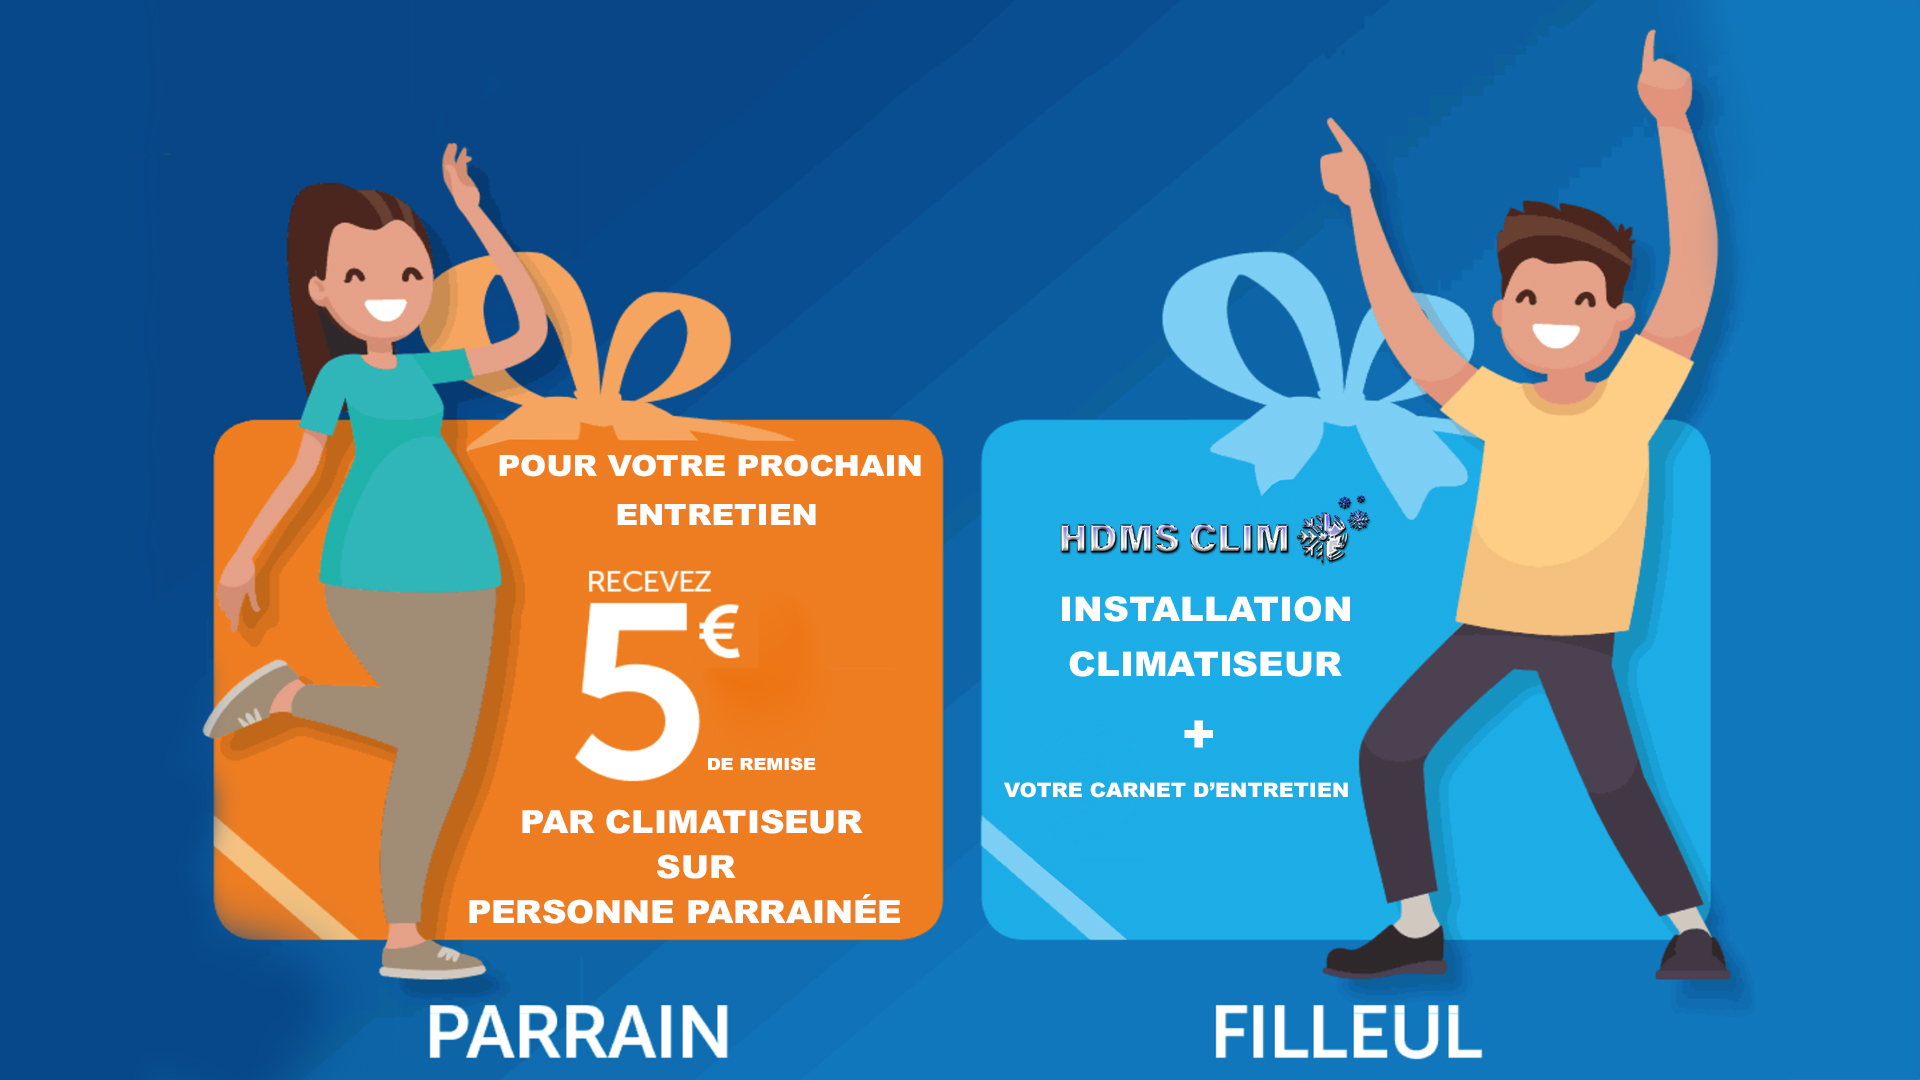 POUR VOTRE PROCHAIN
ENTRETIEN
RECEVEZ
5€
DE REMISE
PAR CLIMATISEUR
SUR
PERSONNE PARRAINÉE
PARRAIN
HDMS CLIM
INSTALLATION
CLIMATISEUR
+
VOTRE CARNET D’ENTRETIEN
FILLEUL